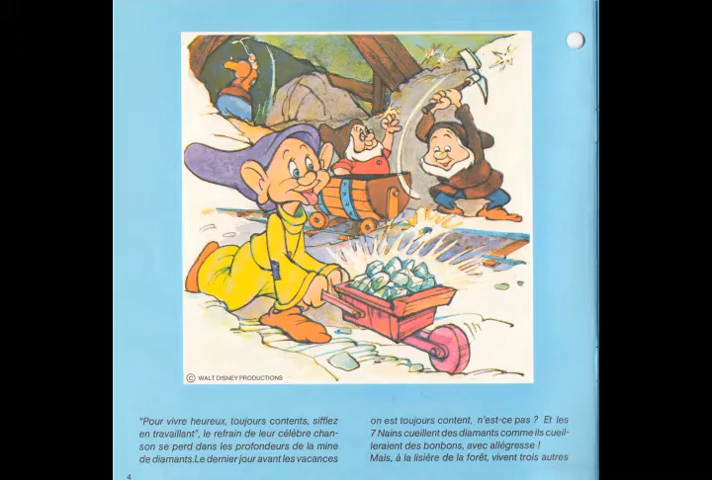 © WALT DISNEY PRODUCTIONS
"Pour vivre heureux, toujours contents, sifflez
en travaillant", le refrain de leur célèbre chan-
son se perd dans les profondeurs de la mine
de diamants.Le dernier jour avant les vacances
on est toujours content, n'est-ce pas ? Et les
7 Nains cueillent des diamants comme ils cueil-
leraient des bonbons, avec allégresse !
Mais, à la lisière de la forêt, vivent trois autres
4